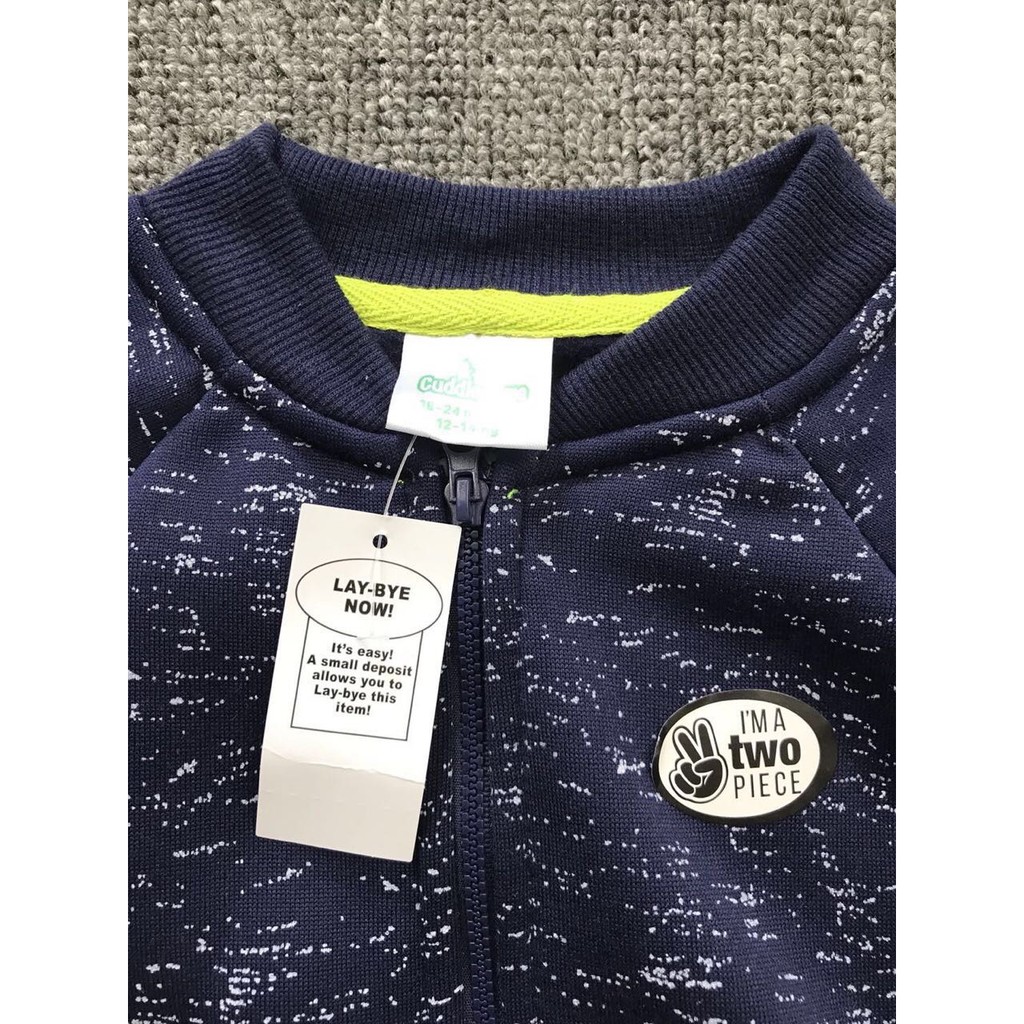 LAY-BYE
NOW!
It's easy!
A small deposit
allows you to
Lay-bye this
item!
I'M A
two
PIECE